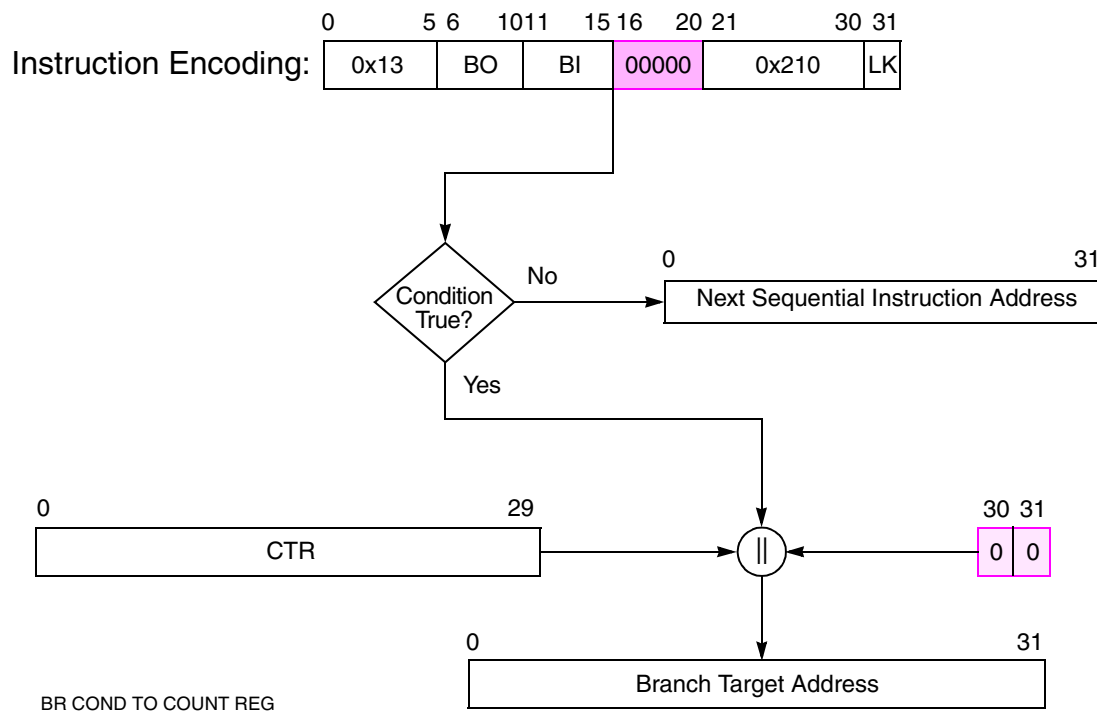 0 5 6 10 11 15 16 20 21 30 31
Instruction Encoding: 0x13 BO BI 00000 0x210 LK
0 31
No
Condition
True?
Next Sequential Instruction Address
Yes
0 29 30 31
CTR || 0 0
0 31
Branch Target Address
BR COND TO COUNT REG